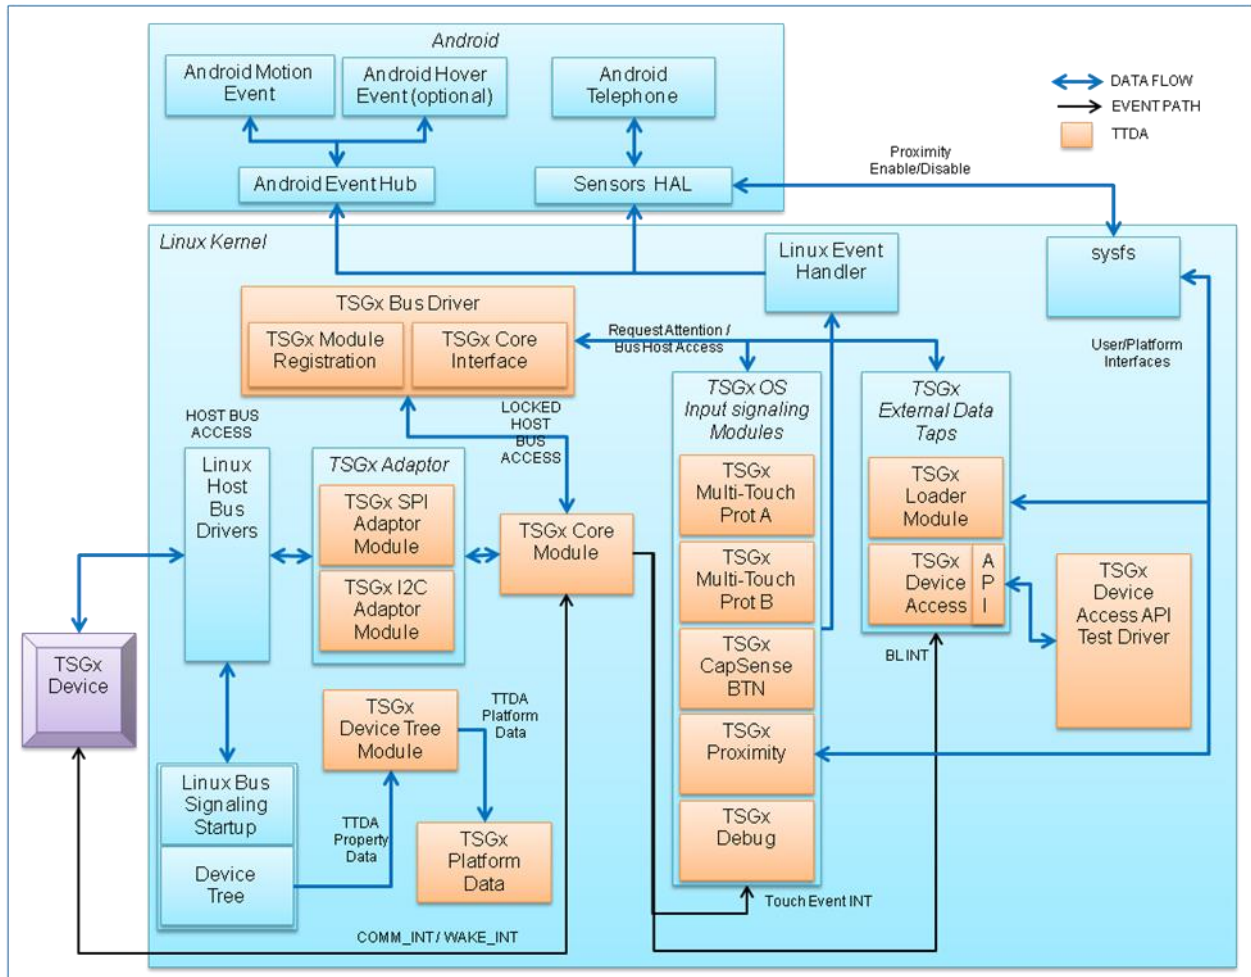 Android
Android Motion
Event
Android Hover
Event (optional)
Android
Telephone
Android Event Hub
Sensors HAL
DATA FLOW
EVENT PATH
TTDA
Proximity
Enable/Disable
Linux Kernel
Linux Event
Handler
sysfs
TSGx Bus Driver
TSGx Module
Registration
TSGx Core
Interface
Request Attention /
Bus Host Access
User/Platform
Interfaces
HOST BUS
ACCESS
LOCKED
HOST
BUS
ACCESS
Linux
Host
Bus
Drivers
TSGx Adaptor
TSGx SPI
Adaptor
Module
TSGx I2C
Adaptor
Module
TSGx Core
Module
TSGx OS
Input signaling
Modules
TSGx
Multi-Touch
Prot A
TSGx
Multi-Touch
Prot B
TSGx
CapSense
BTN
TSGx
Proximity
TSGx
Debug
TSGx
External Data
Taps
TSGx
Loader
Module
TSGx
Device
Access
A
P
I
TSGx
Device
Access API
Test Driver
BL INT
TSGx
Device
TSGx
Device Tree
Module
TTDA
Platform
Data
Linux Bus
Signaling
Startup
Device
Tree
TTDA
Property
Data
TSGx
Platform
Data
Touch Event INT
COMM_INT / WAKE_INT